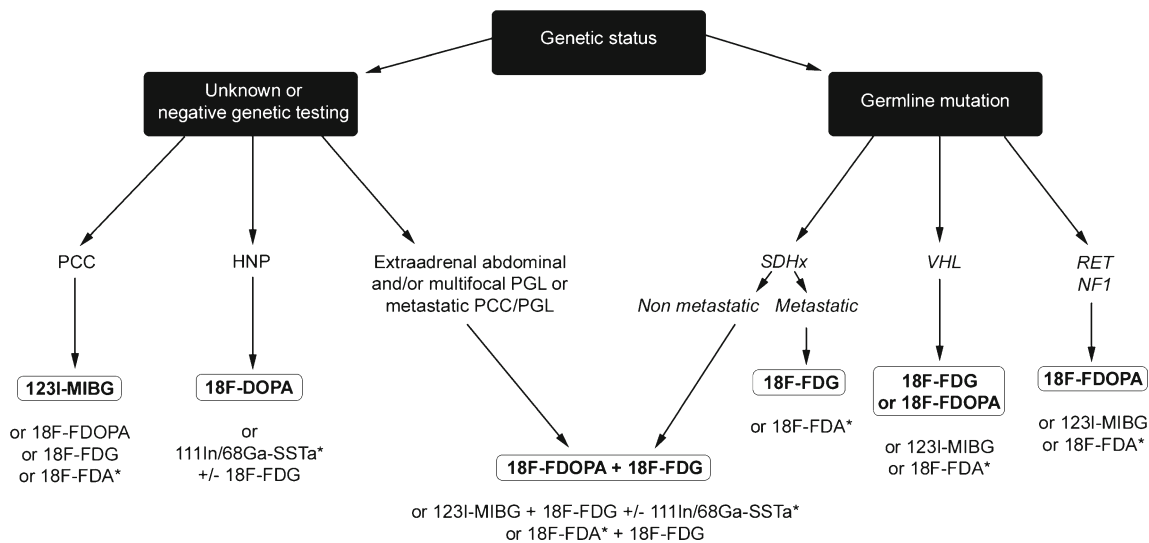 Genetic status
Unknown or
negative genetic testing
Germline mutation
PCC
HNP
Extraadrenal abdominal
and/or multifocal PGL or
metastatic PCC/PGL
SDHx
Non metastatic
Metastatic
VHL
RET
NF1
123I-MIBG
or 18F-FDOPA
or 18F-FDG
or 18F-FDA*
18F-DOPA
or
111In/68Ga-SSTa*
+/- 18F-FDG
18F-FDOPA + 18F-FDG
or 123I-MIBG + 18F-FDG +/- 111In/68Ga-SSTa*
or 18F-FDA* + 18F-FDG
18F-FDG
or 18F-FDA*
18F-FDG
or 18F-FDOPA
or 123I-MIBG
or 18F-FDA*
18F-FDOPA
or 123I-MIBG
or 18F-FDA*